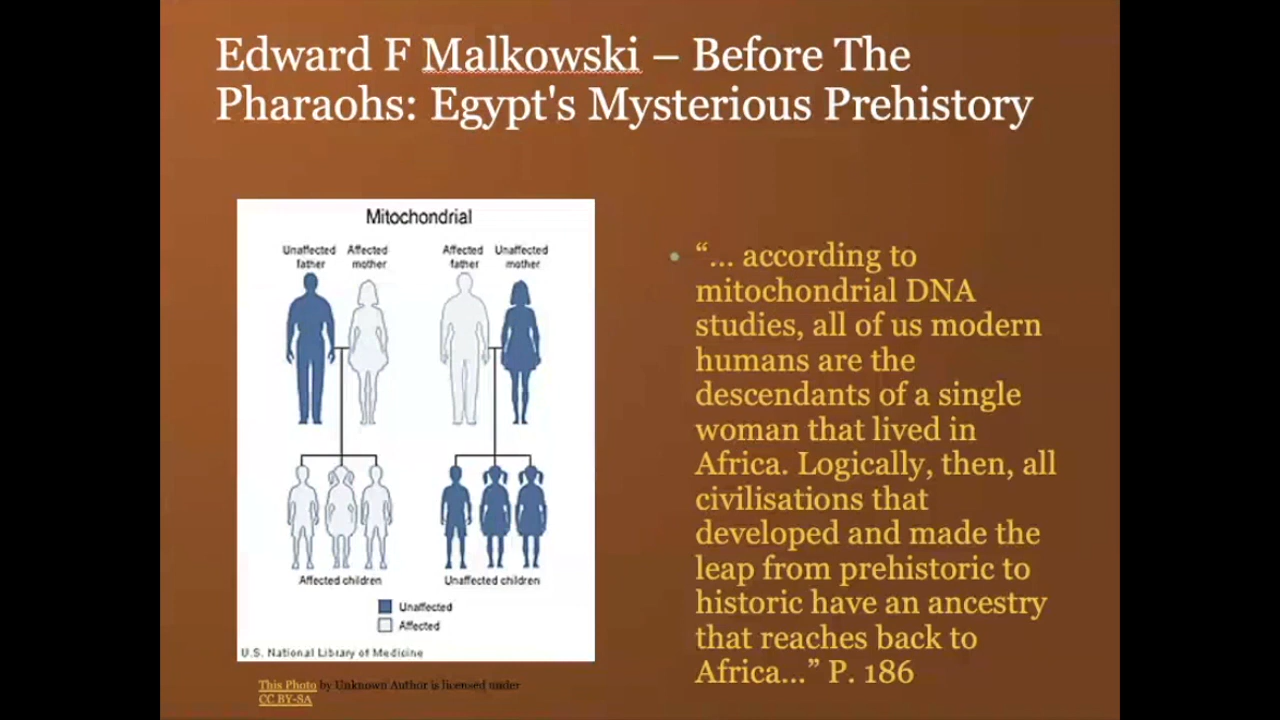 Edward F Malkowski – Before The
Pharaohs: Egypt's Mysterious Prehistory
Mitochondrial
Unaffected father
Affected mother
Affected father
Unaffected mother
Affected children
Unaffected children
Unaffected
Affected
U.S. National Library of Medicine
This Photo by Unknown Author is licensed under
CC BY-SA
• “… according to
mitochondrial DNA
studies, all of us modern
humans are the
descendants of a single
woman that lived in
Africa. Logically, then, all
civilisations that
developed and made the
leap from prehistoric to
historic have an ancestry
that reaches back to
Africa…” P. 186